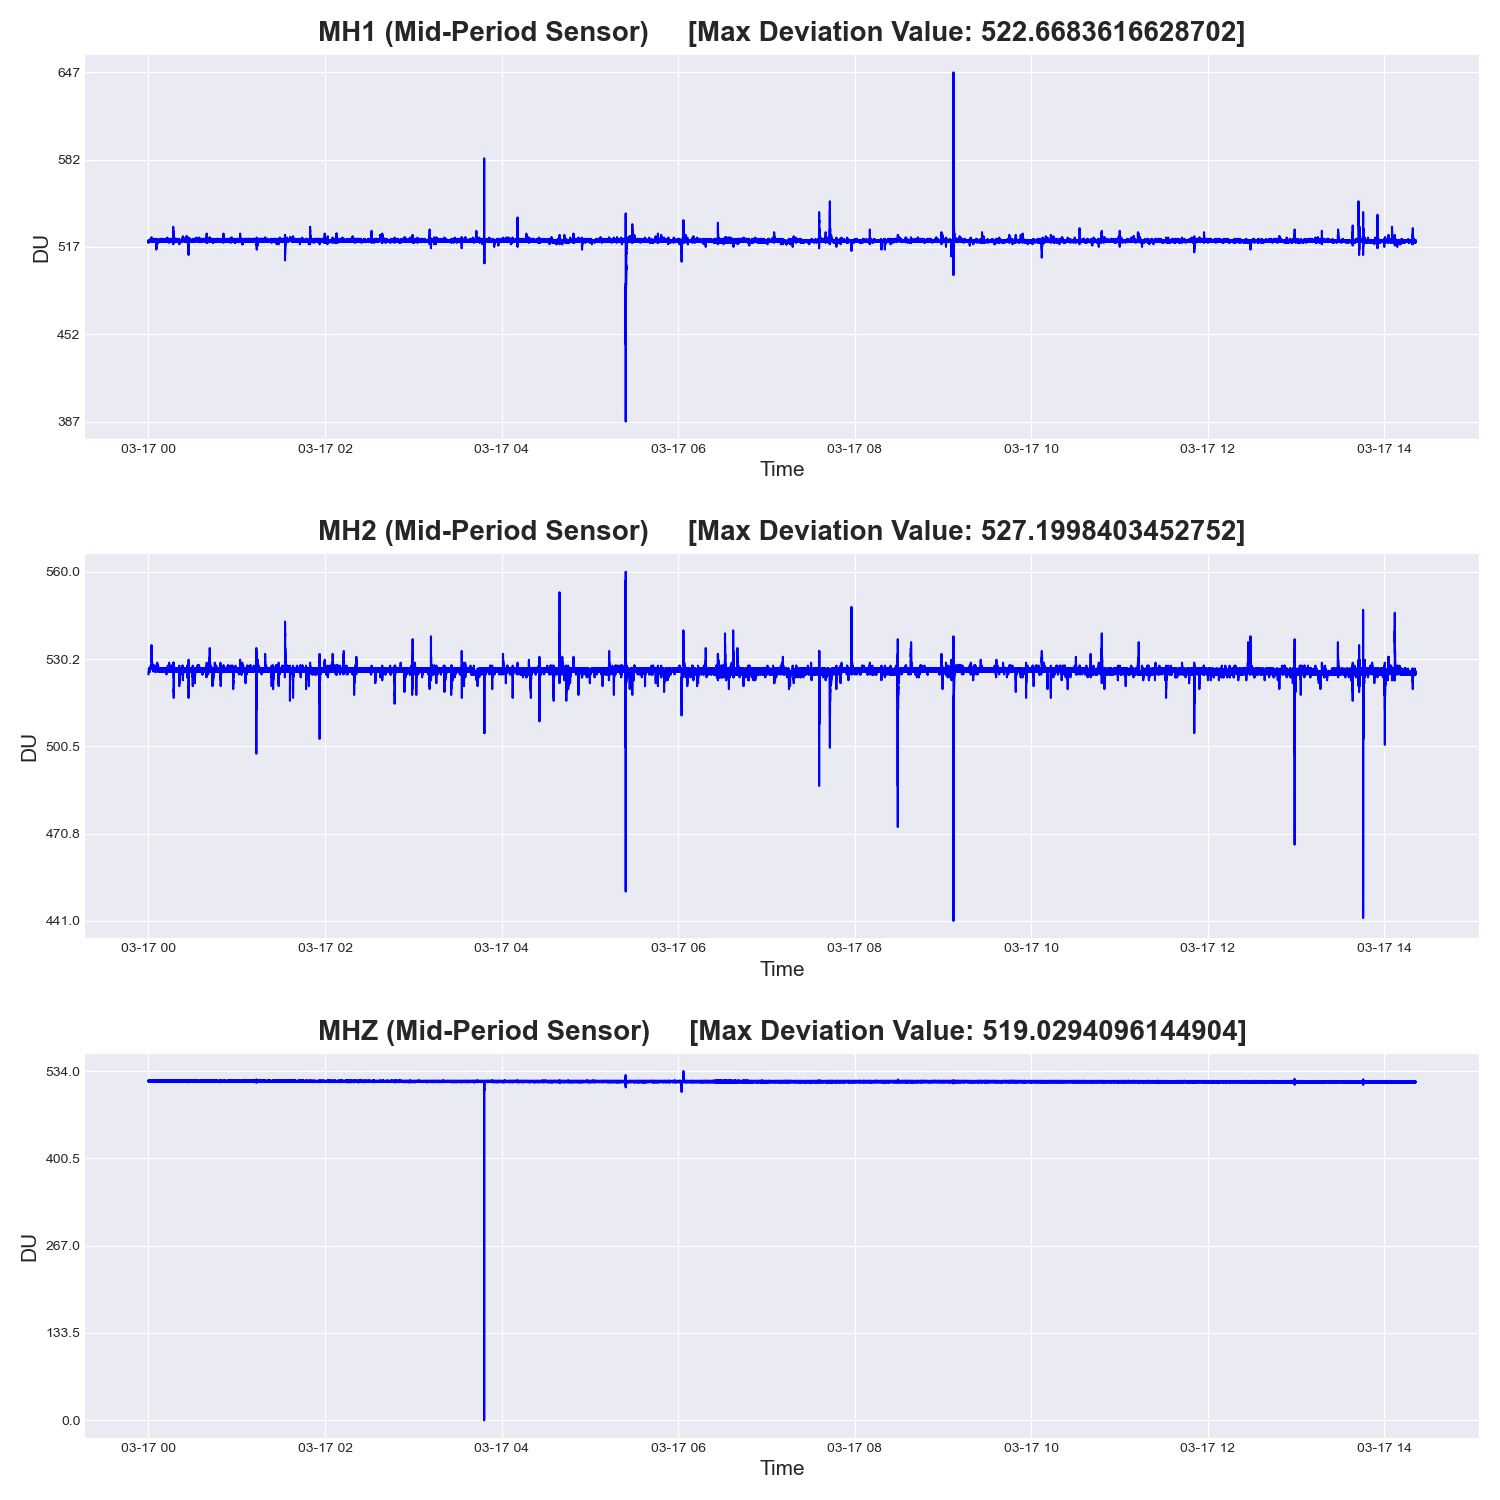 MH1 (Mid-Period Sensor) [Max Deviation Value: 522.6683616628702]
647
582
517
452
387
DU
03-17 00 03-17 02 03-17 04 03-17 06 03-17 08 03-17 10 03-17 12 03-17 14
Time
MH2 (Mid-Period Sensor) [Max Deviation Value: 527.1998403452752]
560.0
530.2
500.5
470.8
441.0
DU
03-17 00 03-17 02 03-17 04 03-17 06 03-17 08 03-17 10 03-17 12 03-17 14
Time
MHZ (Mid-Period Sensor) [Max Deviation Value: 519.0294096144904]
534.0
400.5
267.0
133.5
0.0
DU
03-17 00 03-17 02 03-17 04 03-17 06 03-17 08 03-17 10 03-17 12 03-17 14
Time